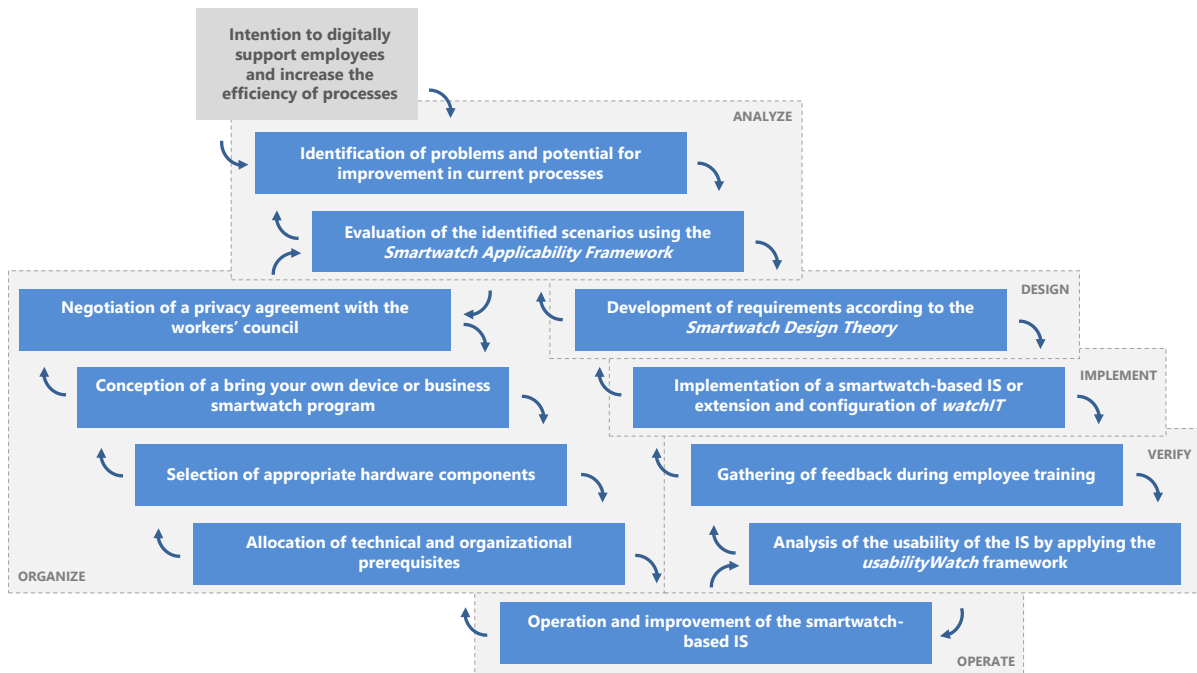 Intention to digitally
support employees
and increase the
efficiency of processes
ANALYZE
Identification of problems and potential for
improvement in current processes
Evaluation of the identified scenarios using the
Smartwatch Applicability Framework
DESIGN
Negotiation of a privacy agreement with the
workers’ council
Development of requirements according to the
Smartwatch Design Theory
IMPLEMENT
Conception of a bring your own device or business
smartwatch program
Implementation of a smartwatch-based IS or
extension and configuration of watchIT
VERIFY
Selection of appropriate hardware components
Gathering of feedback during employee training
Allocation of technical and organizational
prerequisites
Analysis of the usability of the IS by applying the
usabilityWatch framework
ORGANIZE
Operation and improvement of the smartwatch-
based IS
OPERATE